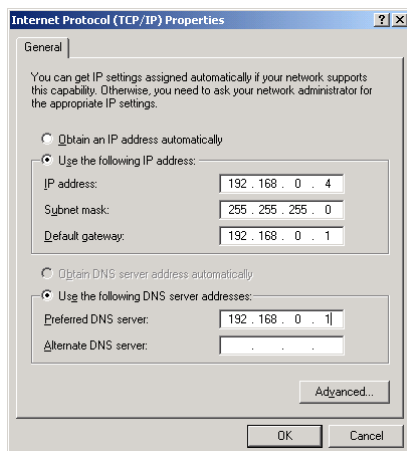 Internet Protocol (TCP/IP) Properties ? X
General
You can get IP settings assigned automatically if your network supports
this capability. Otherwise, you need to ask your network administrator for
the appropriate IP settings.
Obtain an IP address automatically
Use the following IP address:
IP address: 192 . 168 . 0 . 4
Subnet mask: 255 . 255 . 255 . 0
Default gateway: 192 . 168 . 0 . 1
Obtain DNS server address automatically
Use the following DNS server addresses:
Preferred DNS server: 192 . 168 . 0 . 1
Alternate DNS server: . . .
Advanced...
OK Cancel